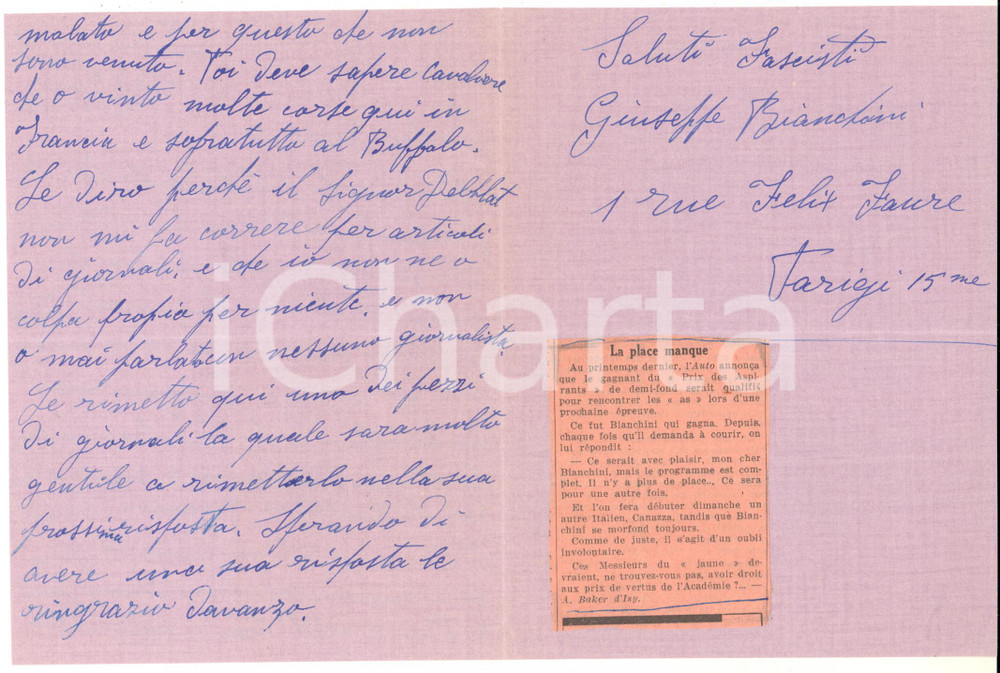 malato e per questo che non
sono venuto. Poi deve sapere Cavaliere
che o vinto molte corse qui in
Francia e sopratutto al Buffalo.
Le diro perché il Signor
non mi fa correre per articoli
di giornali. e che io non ne o
colpa propia per niente. e non
o mai parlato con nessuno giornalista.
Le rimetto qui uno dei pezzi
di giornali la quale sara molto
gentile a rimetterlo nella sua
prossima risposta. Sperando di
avere una sua risposta le
ringrazio davanzo.
Saluti Fascisti
Giuseppe Bianchini
1 rue Felix Faure
Parigi 15 me
La place manque
Au printemps dernier, l'Auto annonça
que le gagnant du « Prix des Aspi-
rants » de demi-fond serait qualifié
pour rencontrer les « as » lors d'une
prochaine épreuve.
Ce fut Bianchini qui gagna. Depuis,
chaque fois qu'il demanda à courir, on
lui répondit :
— Ce serait avec plaisir, mon cher
Bianchini, mais le programme est com-
plet. Il n'y a plus de place... Ce sera
pour une autre fois.
Et l'on fera débuter dimanche un
autre Italien, Canazza, tandis que Bian-
chini se morfond toujours.
Comme de juste, il s'agit d'un oubli
involontaire.
Ces Messieurs du « jaune » de-
vraient, ne trouvez-vous pas, avoir droit
aux prix de vertus de l'Académie ?... —
A. Baker d'Isy.
iCharta